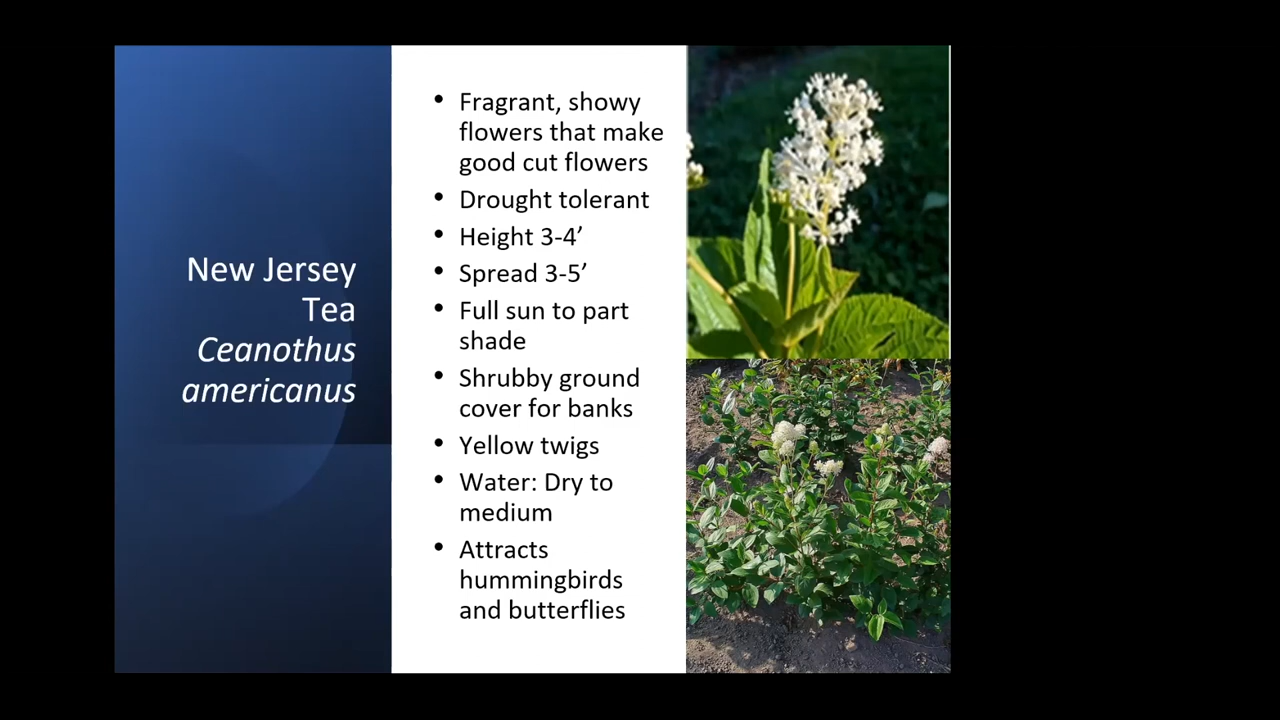 New Jersey
Tea
Ceanothus
americanus
• Fragrant, showy
flowers that make
good cut flowers
• Drought tolerant
• Height 3-4’
• Spread 3-5’
• Full sun to part
shade
• Shrubby ground
cover for banks
• Yellow twigs
• Water: Dry to
medium
• Attracts
hummingbirds
and butterflies